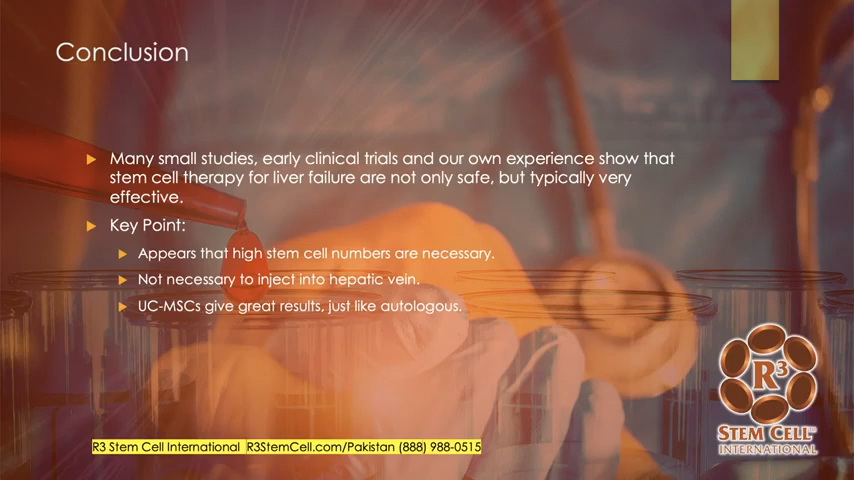 Conclusion
Many small studies, early clinical trials and our own experience show that
stem cell therapy for liver failure are not only safe, but typically very
effective.
Key Point:
Appears that high stem cell numbers are necessary.
Not necessary to inject into hepatic vein.
UC-MSCs give great results, just like autologous.
R3
STEM CELL
INTERNATIONAL
R3 Stem Cell International R3StemCell.com/Pakistan (888) 988-0515